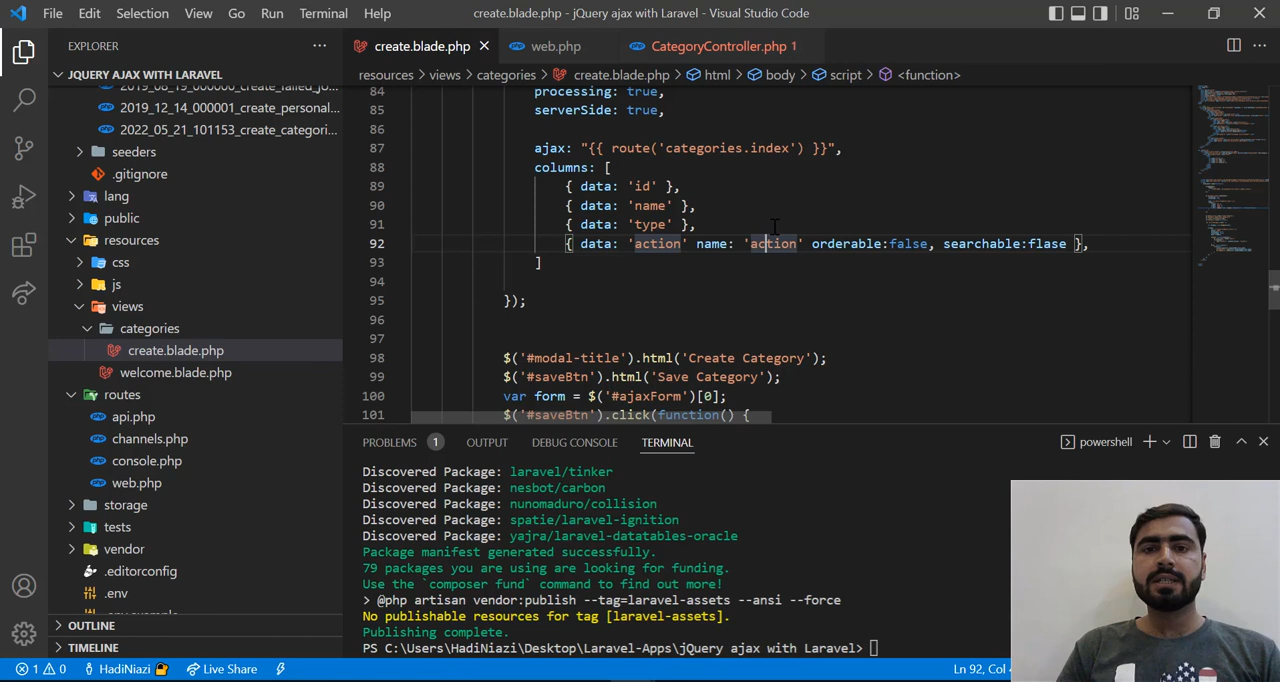 File Edit Selection View Go Run Terminal Help create.blade.php - jQuery ajax with Laravel - Visual Studio Code
EXPLORER
create.blade.php
web.php
CategoryController.php 1
JQUERY AJAX WITH LARAVEL
resources > views > categories > create.blade.php > html > body > script > <function>
2019_08_19_000000_create_failed_jo...
2019_12_14_000001_create_personal...
2022_05_21_101153_create_categori...
seeders
.gitignore
lang
public
resources
css
js
views
categories
create.blade.php
welcome.blade.php
routes
api.php
channels.php
console.php
web.php
storage
tests
vendor
.editorconfig
.env
.env.example
OUTLINE
TIMELINE
84 processing: true,
85 serverSide: true,
86
87 ajax: "{{ route('categories.index') }}",
88 columns: [
89 { data: 'id' },
90 { data: 'name' },
91 { data: 'type' },
92 { data: 'action' name: 'action' orderable:false, searchable:flase },
93 ]
94
95 });
96
97
98 $('#modal-title').html('Create Category');
99 $('#saveBtn').html('Save Category');
100 var form = $('#ajaxForm')[0];
101 $('#saveBtn').click(function() {
PROBLEMS 1 OUTPUT DEBUG CONSOLE TERMINAL powershell
Discovered Package: laravel/tinker
Discovered Package: nesbot/carbon
Discovered Package: nunomaduro/collision
Discovered Package: spatie/laravel-ignition
Discovered Package: yajra/laravel-datatables-oracle
Package manifest generated successfully.
79 packages you are using are looking for funding.
Use the `composer fund` command to find out more!
> @php artisan vendor:publish --tag=laravel-assets --ansi --force
No publishable resources for tag [laravel-assets].
Publishing complete.
PS C:\Users\HadiNiazi\Desktop\Laravel-Apps\jQuery ajax with Laravel>
1 0 HadiNiazi Live Share Ln 92, Col